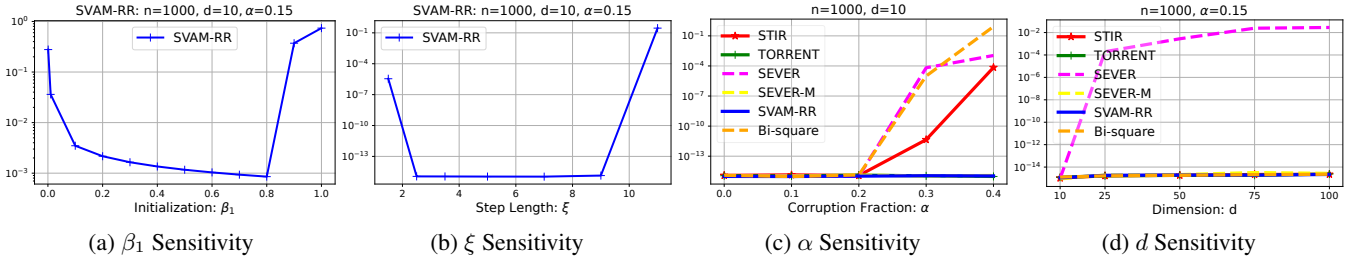 SVAM-RR: n=1000, d=10, α=0.15
SVAM-RR
10⁰
10⁻¹
10⁻²
10⁻³
0.0 0.2 0.4 0.6 0.8 1.0
Initialization: β₁
(a) β₁ Sensitivity
SVAM-RR: n=1000, d=10, α=0.15
SVAM-RR
10⁻¹
10⁻⁴
10⁻⁷
10⁻¹⁰
10⁻¹³
2 4 6 8 10
Step Length: ξ
(b) ξ Sensitivity
n=1000, d=10
STIR
TORRENT
SEVER
SEVER-M
SVAM-RR
Bi-square
10⁻¹
10⁻⁴
10⁻⁷
10⁻¹⁰
10⁻¹³
0.0 0.1 0.2 0.3 0.4
Corruption Fraction: α
(c) α Sensitivity
n=1000, α=0.15
STIR
TORRENT
SEVER
SEVER-M
SVAM-RR
Bi-square
10⁻²
10⁻⁴
10⁻⁶
10⁻⁸
10⁻¹⁰
10⁻¹²
10⁻¹⁴
10 25 50 75 100
Dimension: d
(d) d Sensitivity